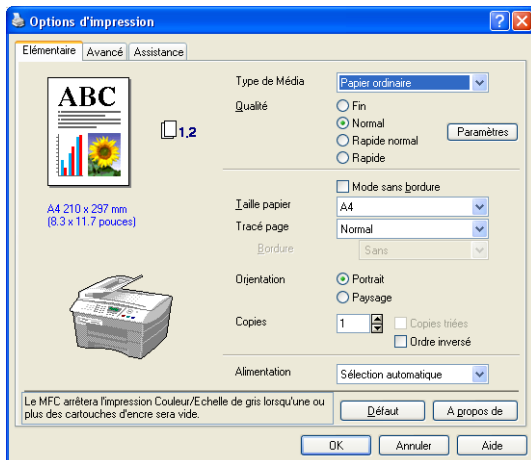 Options d'impression
Elémentaire Avancé Assistance
ABC
1.2
A4 210 x 297 mm
(8.3 x 11.7 pouces)
Type de Média Papier ordinaire
Qualité Fin
Normal
Rapide normal
Rapide
Paramètres
Mode sans bordure
Taille papier A4
Tracé page Normal
Bordure Sans
Orientation Portrait
Paysage
Copies 1 Copies triées
Ordre inversé
Alimentation Sélection automatique
Le MFC arrêtera l'impression Couleur/Echelle de gris lorsqu'une ou
plus des cartouches d'encre sera vide.
Défaut A propos de
OK Annuler Aide